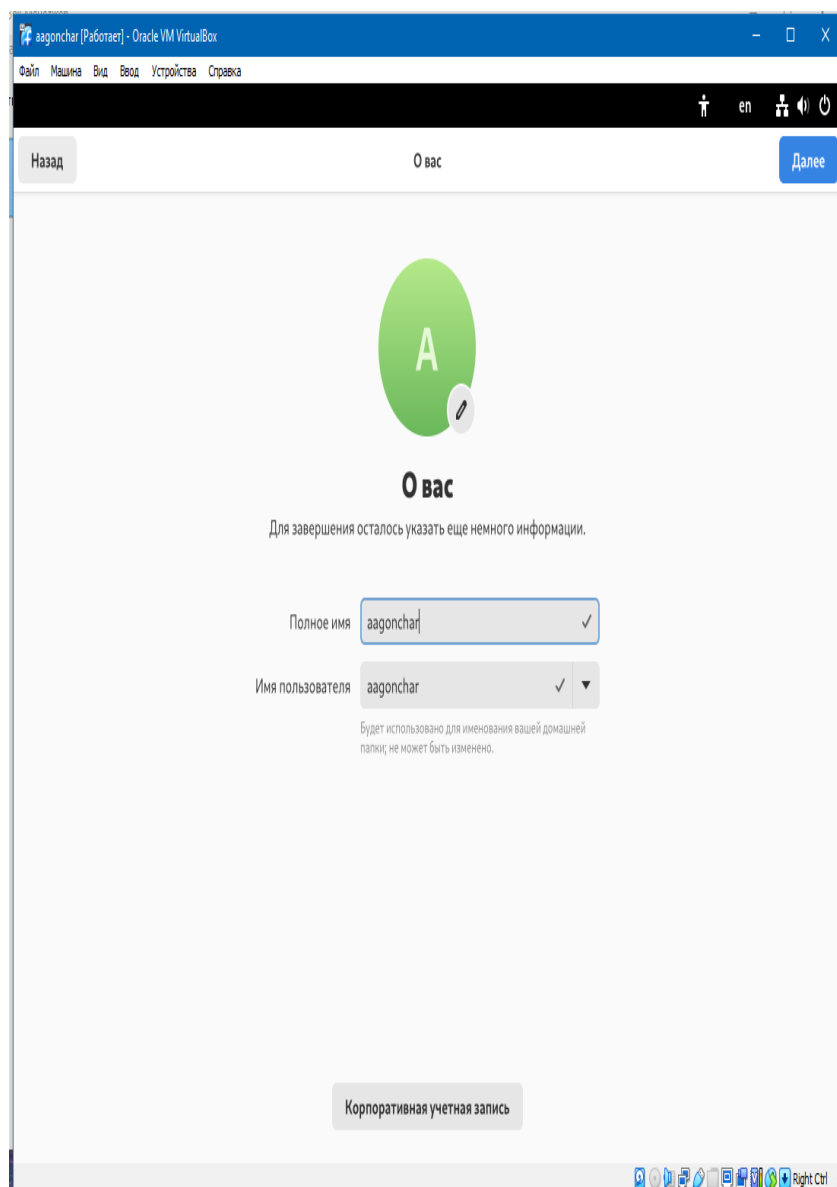 aagonchar [Работает] - Oracle VM VirtualBox
Файл Машина Вид Ввод Устройства Справка
en
Назад О вас Далее
A
О вас
Для завершения осталось указать еще немного информации.
Полное имя aagonchar
Имя пользователя aagonchar
Будет использовано для именования вашей домашней
папки; не может быть изменено.
Корпоративная учетная запись
Right Ctrl